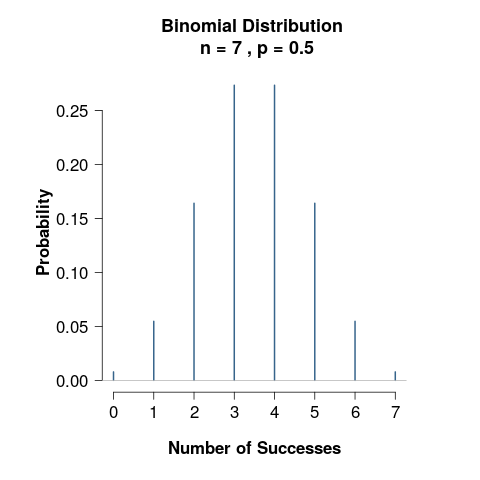 Binomial Distribution
n = 7 , p = 0.5
Probability
0.25
0.20
0.15
0.10
0.05
0.00
0 1 2 3 4 5 6 7
Number of Successes